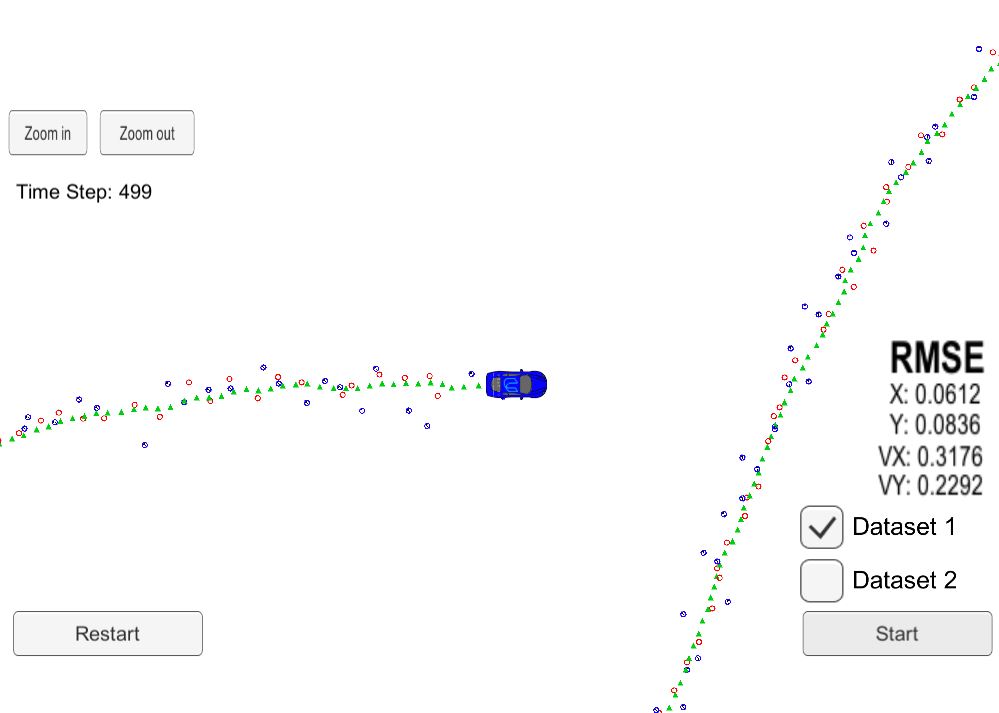 Zoom in
Zoom out
Time Step: 499
RMSE
X: 0.0612
Y: 0.0836
VX: 0.3176
VY: 0.2292
Dataset 1
Dataset 2
Restart
Start